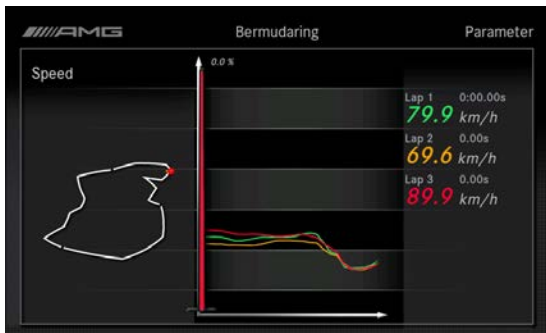 AMG
Bermudaring
Parameter
Speed
0.0 %
Lap 1 0:00.00s
79.9 km/h
Lap 2 0.00s
69.6 km/h
Lap 3 0.00s
89.9 km/h